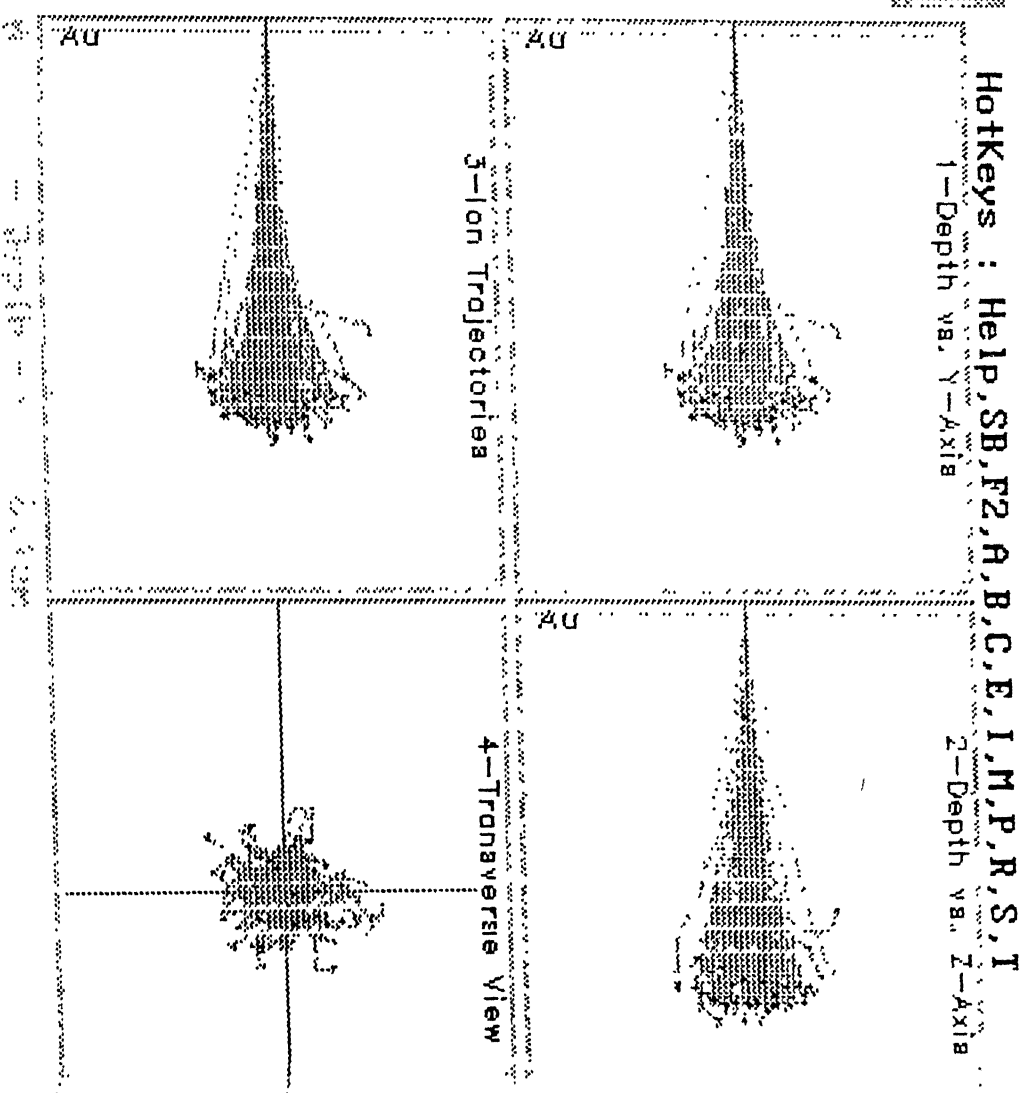 HotKeys : Help,SB,F2,A,B,C,E,I,M,P,R,S,T
1-Depth vs. Y-Axis
2-Depth vs. Z-Axis
Au
Au
3-Ion Trajectories
4-Transverse View
Au